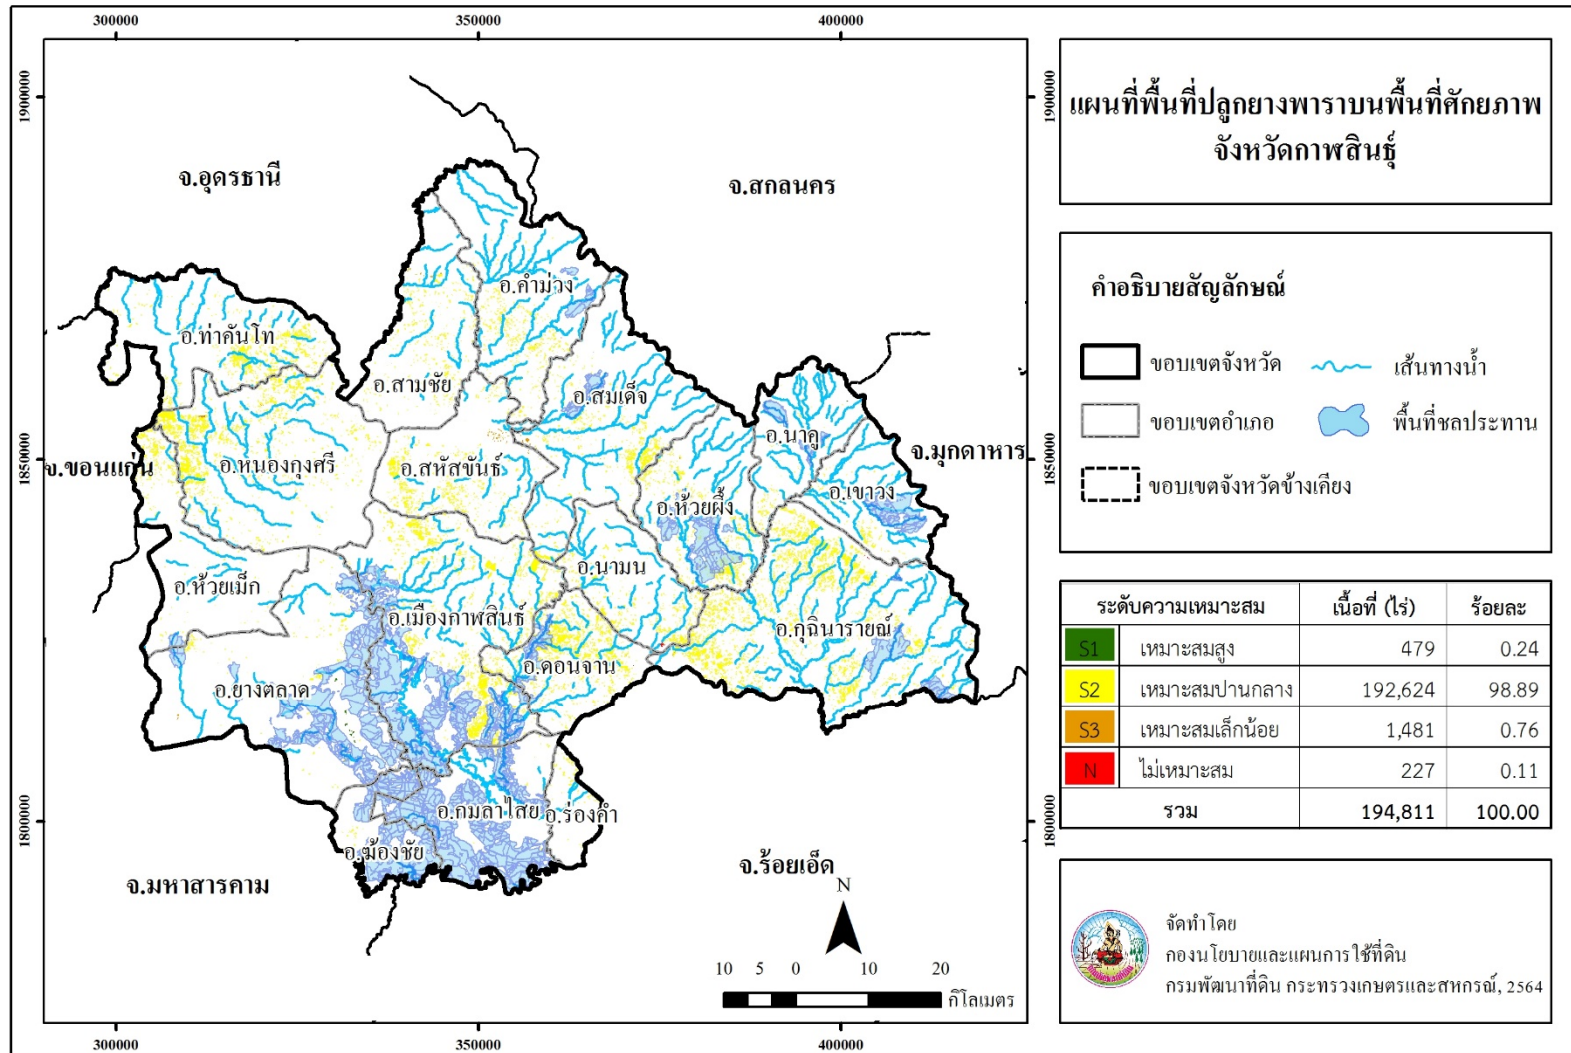 300000
350000
400000
1900000
1900000
แผนที่พื้นที่ปลูกยางพาราบนพื้นที่ศักยภาพ
จังหวัดกาฬสินธุ์
จ.อุดรธานี
จ.สกลนคร
อ.คำม่วง
อ.ท่าคันโท
อ.สามชัย
อ.สมเด็จ
อ.นาคู
จ.มุกดาหาร
จ.ขอนแก่น
อ.หนองกุงศรี
อ.สหัสขันธ์
1850000
1850000
อ.เขาวง
อ.ห้วยผึ้ง
อ.นามน
อ.ห้วยเม็ก
อ.เมืองกาฬสินธุ์
อ.กุฉินารายณ์
อ.ดอนจาน
อ.ยางตลาด
อ.กมลาไสย
อ.ร่องคำ
อ.ฆ้องชัย
1800000
1800000
จ.มหาสารคาม
จ.ร้อยเอ็ด
N
10 5 0 10 20
กิโลเมตร
300000
350000
400000
คำอธิบายสัญลักษณ์
ขอบเขตจังหวัด
เส้นทางน้ำ
ขอบเขตอำเภอ
พื้นที่ชลประทาน
ขอบเขตจังหวัดข้างเคียง
ระดับความเหมาะสม เนื้อที่ (ไร่) ร้อยละ
S1 เหมาะสมสูง 479 0.24
S2 เหมาะสมปานกลาง 192,624 98.89
S3 เหมาะสมเล็กน้อย 1,481 0.76
N ไม่เหมาะสม 227 0.11
รวม 194,811 100.00
จัดทำโดย
กองนโยบายและแผนการใช้ที่ดิน
กรมพัฒนาที่ดิน กระทรวงเกษตรและสหกรณ์, 2564